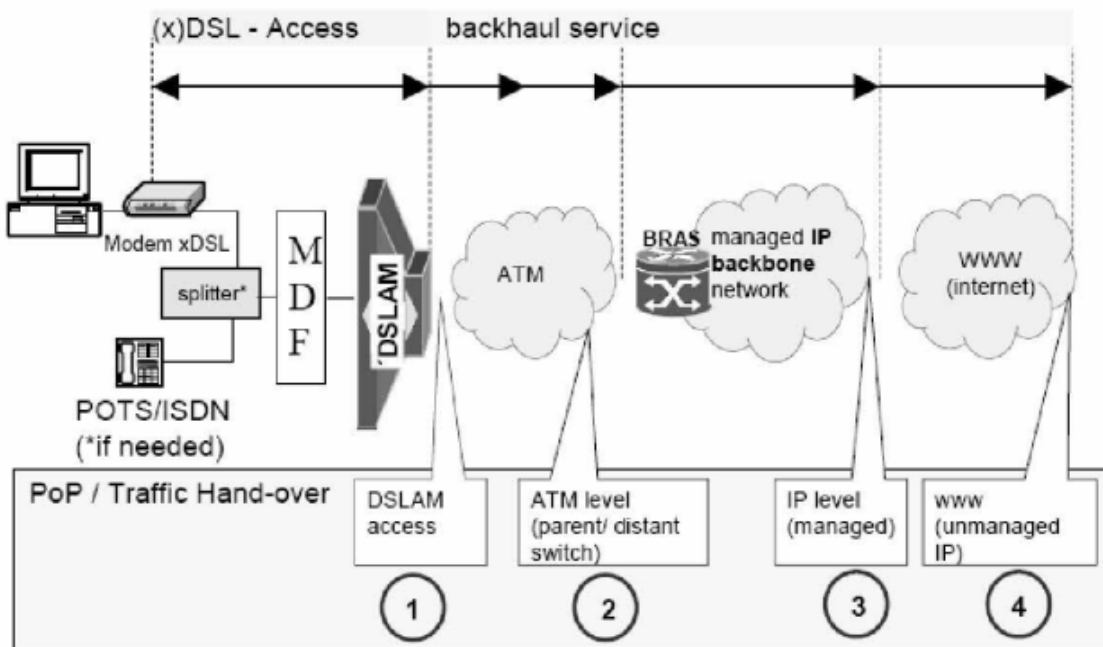 (x)DSL - Access
backhaul service
Modem xDSL
splitter*
POTS/ISDN
(*if needed)
M
D
F
'DSLAM
ATM
BRAS
managed IP
backbone
network
WWW
(internet)
PoP / Traffic Hand-over
DSLAM
access
ATM level
(parent/ distant
switch)
IP level
(managed)
www
(unmanaged
IP)
1
2
3
4